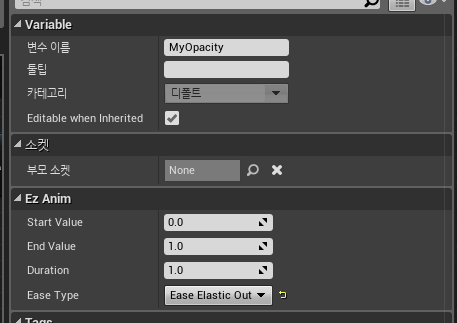 검색
Variable
변수 이름 MyOpacity
툴팁
카테고리 디폴트
Editable when Inherited
소켓
부모 소켓 None
Ez Anim
Start Value 0.0
End Value 1.0
Duration 1.0
Ease Type Ease Elastic Out
Tags